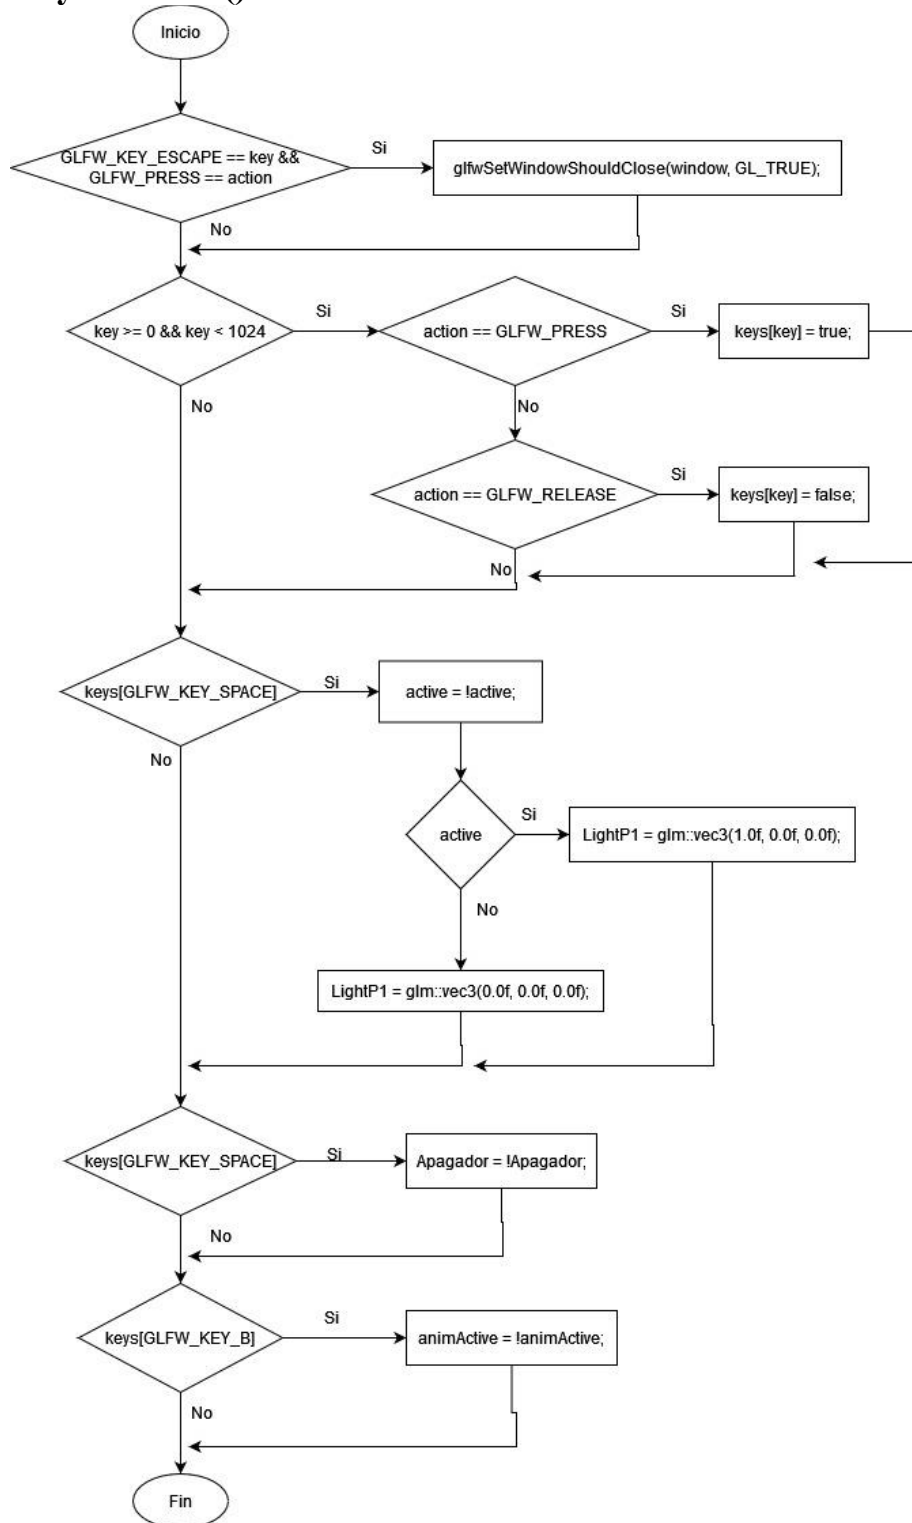 Inicio
GLFW_KEY_ESCAPE == key &&
GLFW_PRESS == action
Si
glfwSetWindowShouldClose(window, GL_TRUE);
No
key >= 0 && key < 1024
Si
action == GLFW_PRESS
Si
keys[key] = true;
No
No
action == GLFW_RELEASE
Si
keys[key] = false;
No
keys[GLFW_KEY_SPACE]
Si
active = !active;
No
active
Si
LightP1 = glm::vec3(1.0f, 0.0f, 0.0f);
No
LightP1 = glm::vec3(0.0f, 0.0f, 0.0f);
keys[GLFW_KEY_SPACE]
Si
Apagador = !Apagador;
No
keys[GLFW_KEY_B]
Si
animActive = !animActive;
No
Fin